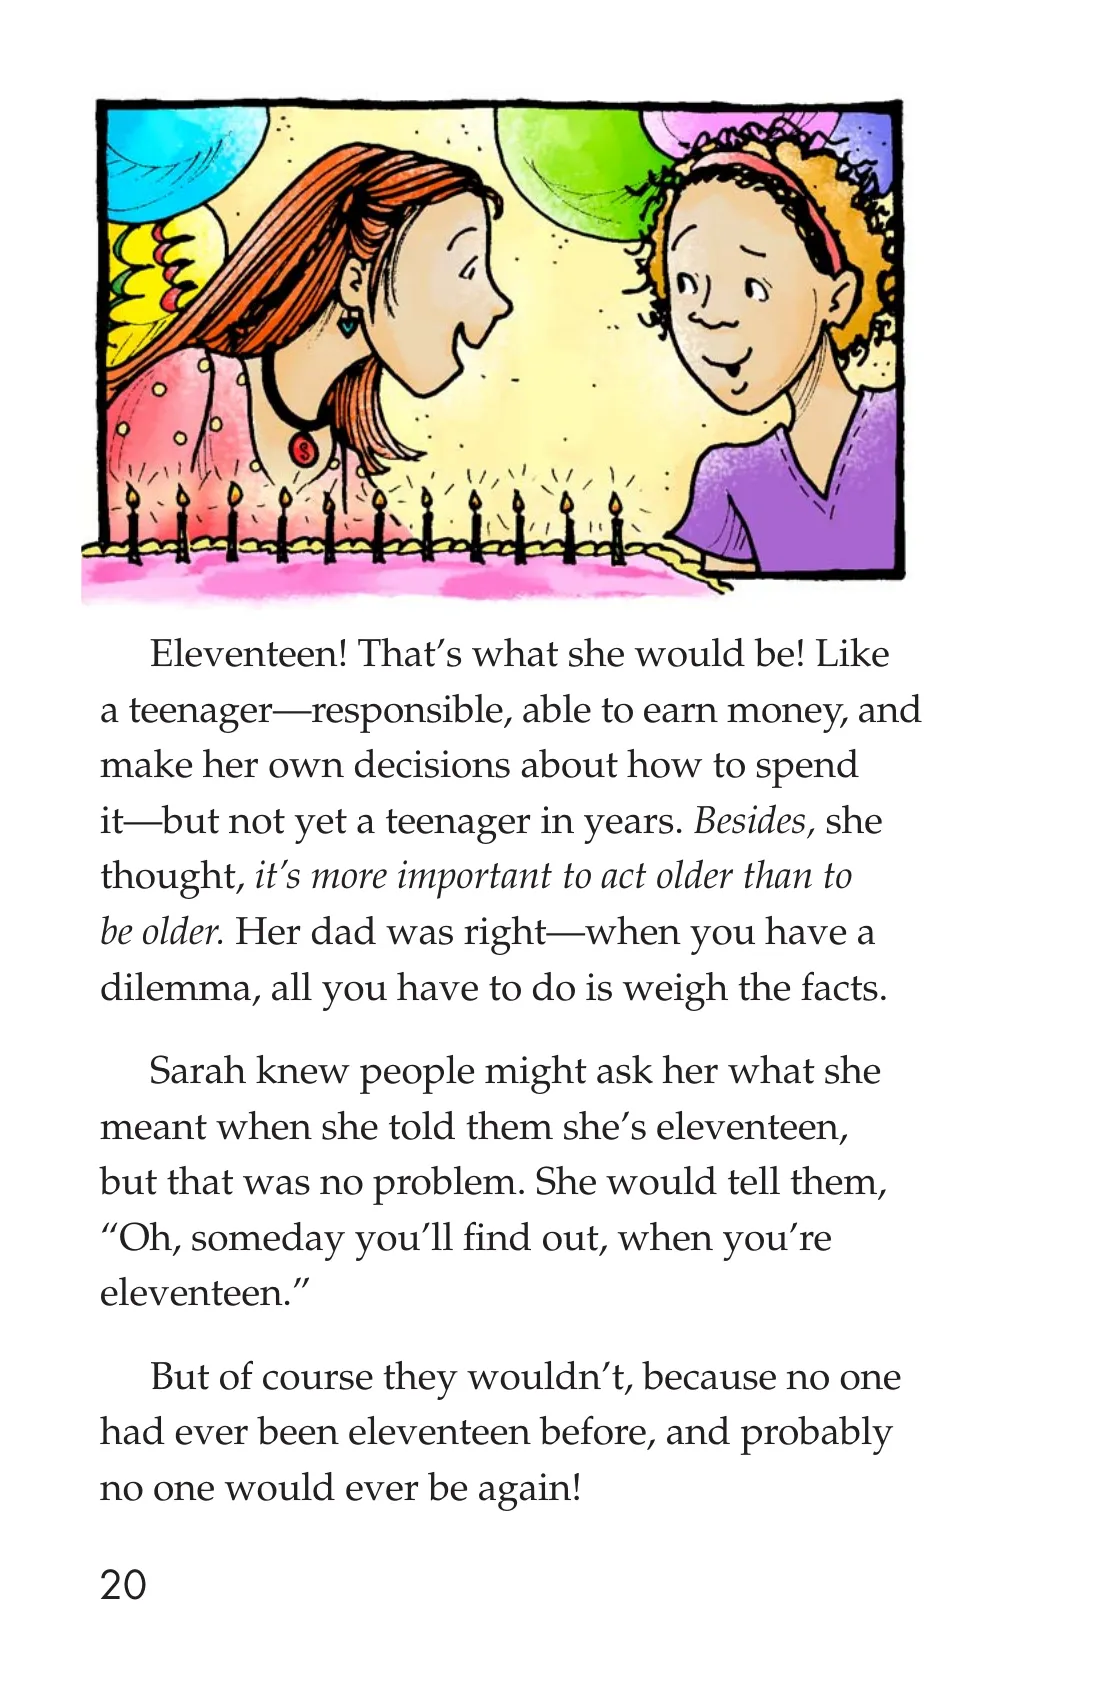 Eleventeen! That’s what she would be! Like
a teenager—responsible, able to earn money, and
make her own decisions about how to spend
it—but not yet a teenager in years. Besides, she
thought, it’s more important to act older than to
be older. Her dad was right—when you have a
dilemma, all you have to do is weigh the facts.
Sarah knew people might ask her what she
meant when she told them she’s eleventeen,
but that was no problem. She would tell them,
“Oh, someday you’ll find out, when you’re
eleventeen.”
But of course they wouldn’t, because no one
had ever been eleventeen before, and probably
no one would ever be again!
20